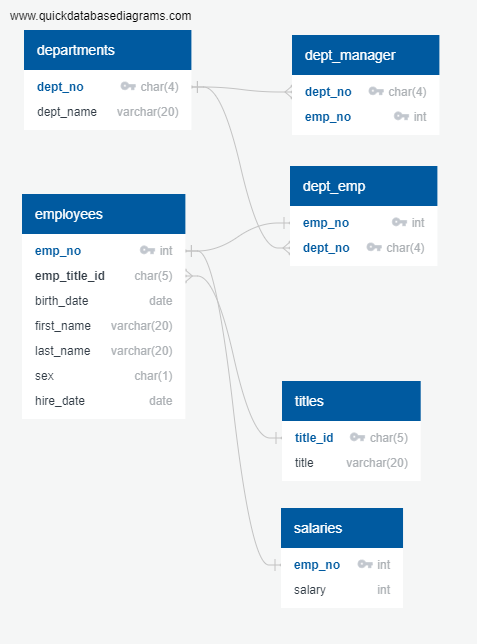 www.quickdatabasediagrams.com
departments
dept_no char(4)
dept_name varchar(20)
dept_manager
dept_no char(4)
emp_no int
dept_emp
emp_no int
dept_no char(4)
employees
emp_no int
emp_title_id char(5)
birth_date date
first_name varchar(20)
last_name varchar(20)
sex char(1)
hire_date date
titles
title_id char(5)
title varchar(20)
salaries
emp_no int
salary int